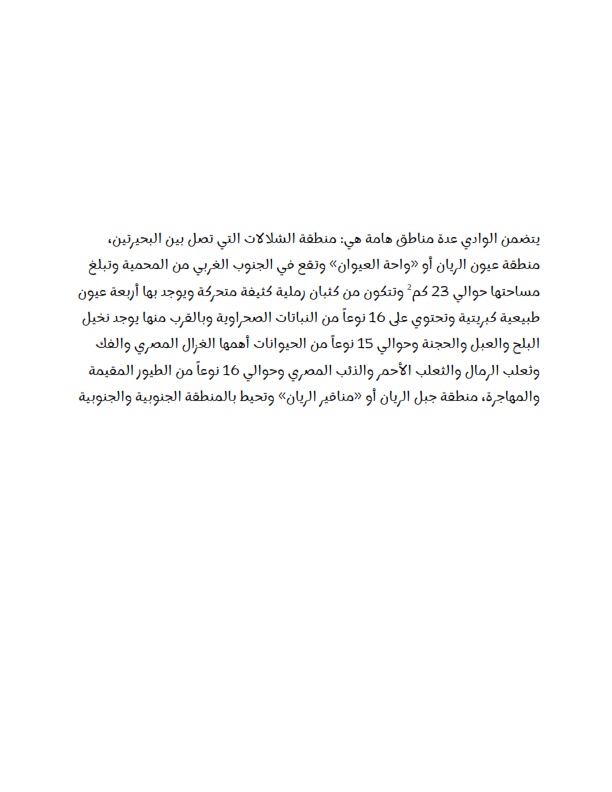 يتضمن الوادي عدة مناطق هامة هي: منطقة الشلالات التي تصل بين البحيرتين،
منطقة عيون الريان أو «واحة العيوان» وتقع في الجنوب الغربي من المحمية وتبلغ
مساحتها حوالي 23 كم² وتتكون من كثبان رملية كثيفة متحركة ويوجد بها أربعة عيون
طبيعية كبريتية وتحتوي على 16 نوعاً من النباتات الصحراوية وبالقرب منها يوجد نخيل
البلح والعبل والحجنة وحوالي 15 نوعاً من الحيوانات أهمها الغزال المصري والفك
وثعلب الرمال والثعلب الأحمر والذئب المصري وحوالي 16 نوعاً من الطيور المقيمة
والمهاجرة، منطقة جبل الريان أو «مناقير الريان» وتحيط بالمنطقة الجنوبية والجنوبية